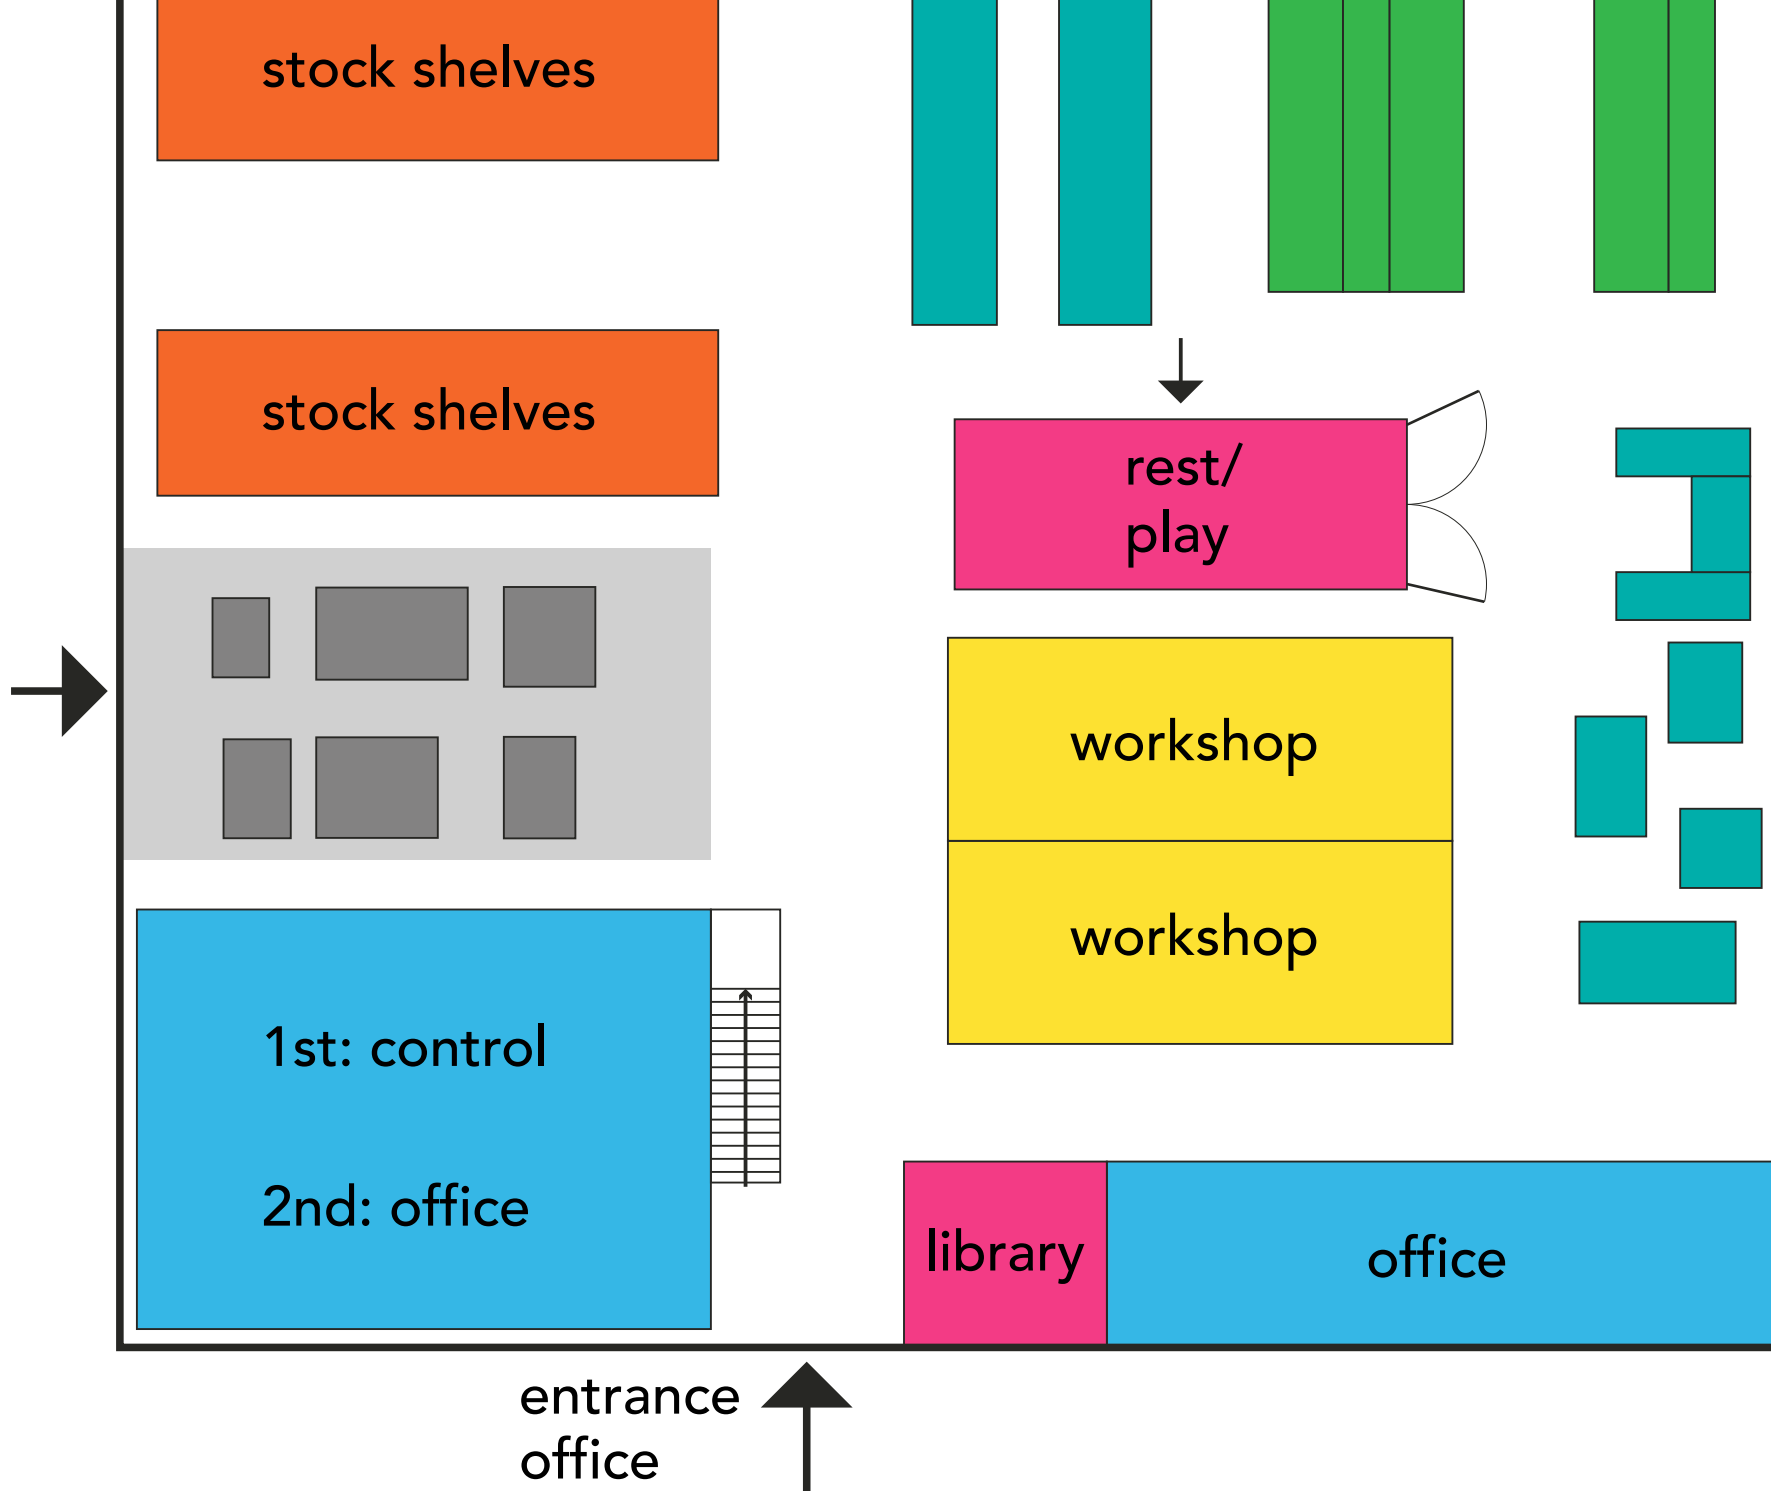 stock shelves
stock shelves
rest/
play
workshop
workshop
1st: control
2nd: office
library
office
entrance
office